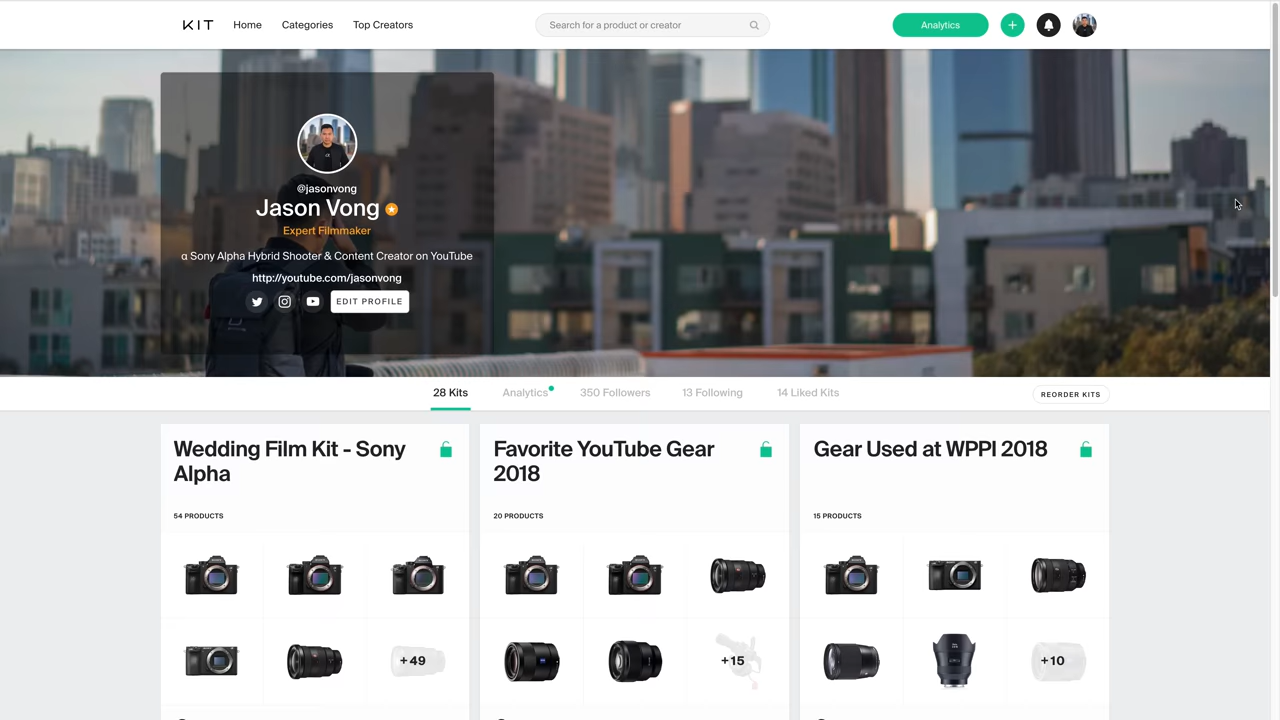 KIT
Home
Categories
Top Creators
Search for a product or creator
Analytics
@jasonvong
Jason Vong
Expert Filmmaker
α Sony Alpha Hybrid Shooter & Content Creator on YouTube
http://youtube.com/jasonvong
EDIT PROFILE
28 Kits
Analytics
350 Followers
13 Following
14 Liked Kits
REORDER KITS
Wedding Film Kit - Sony
Alpha
54 PRODUCTS
+49
Favorite YouTube Gear
2018
20 PRODUCTS
+15
Gear Used at WPPI 2018
15 PRODUCTS
+10